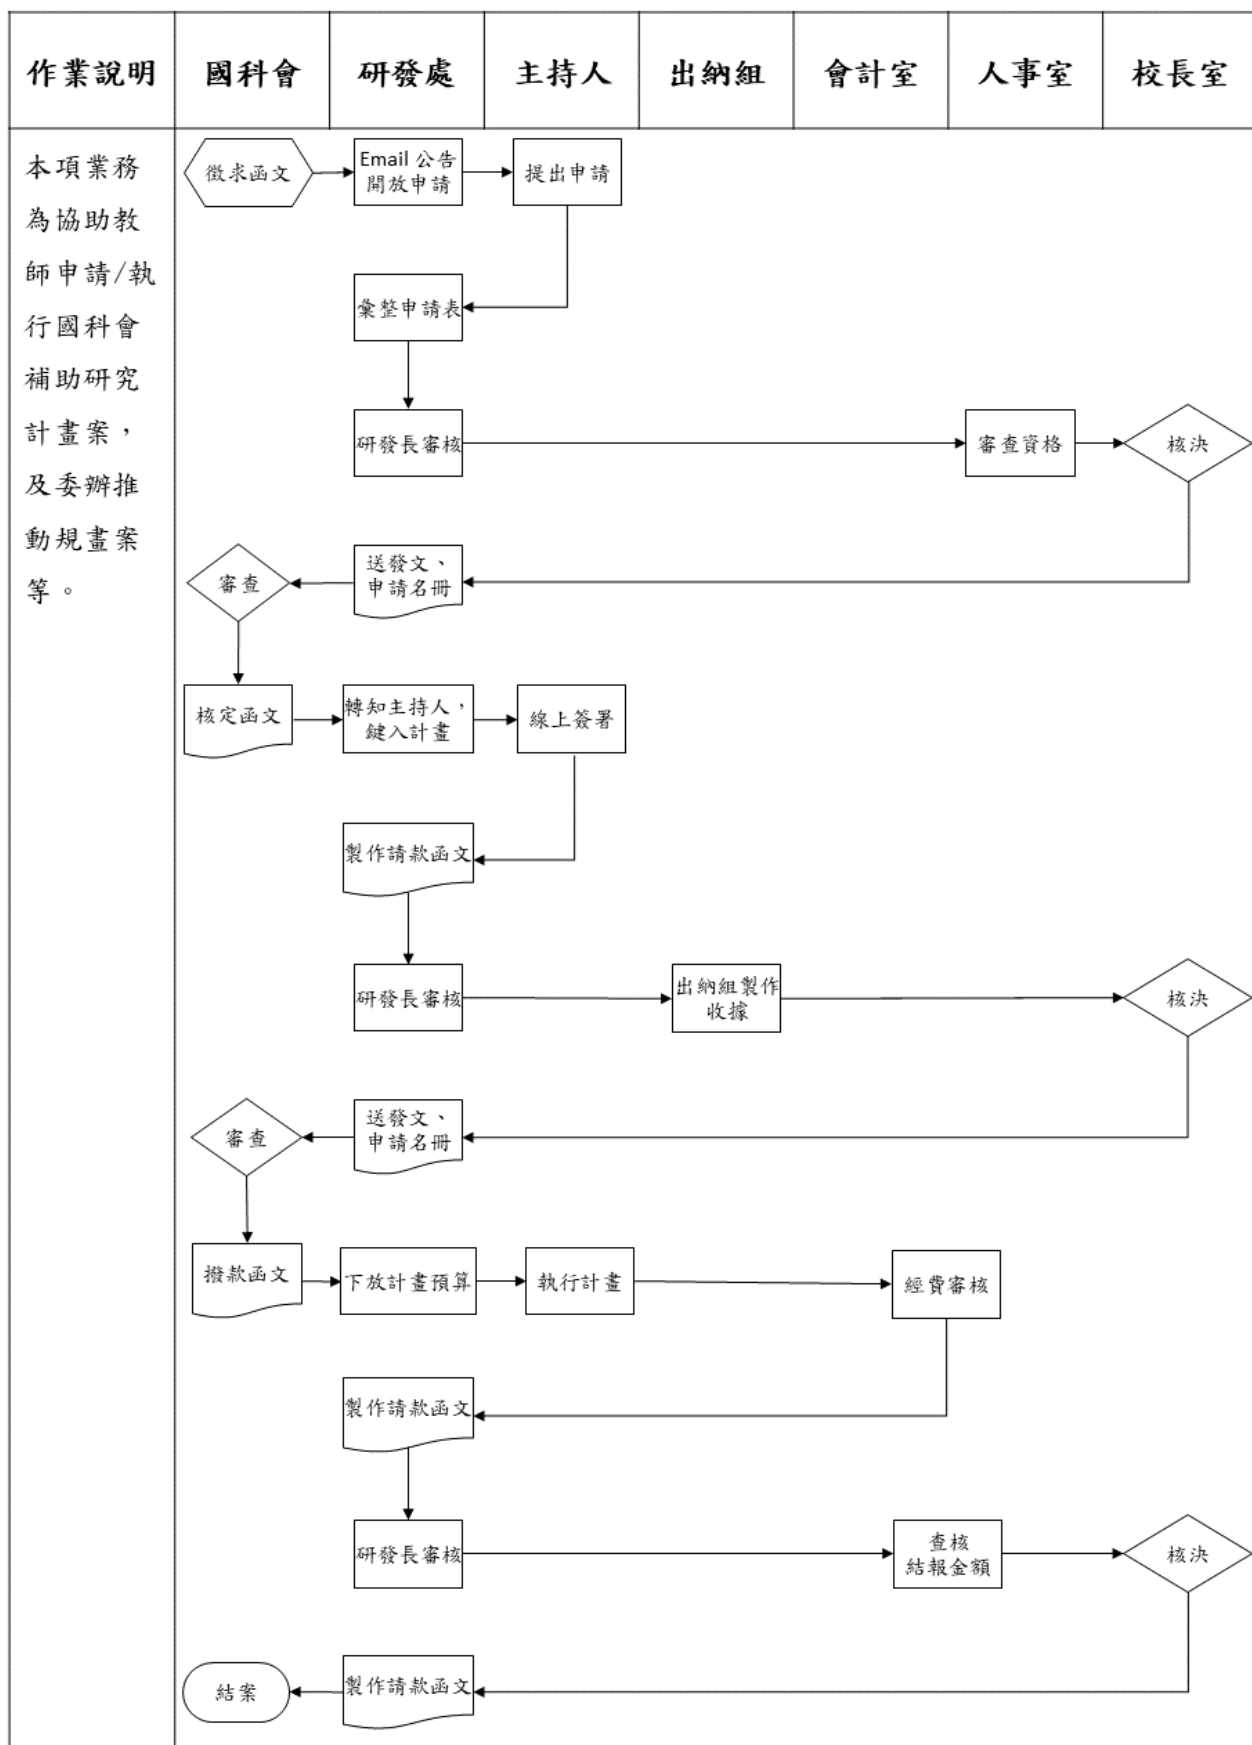 作業說明
國科會
研發處
主持人
出納組
會計室
人事室
校長室
本項業務
為協助教
師申請/執
行國科會
補助研究
計畫案，
及委辦推
動規畫案
等。
徵求函文
Email 公告
開放申請
提出申請
彙整申請表
研發長審核
審查資格
核決
送發文、
申請名冊
審查
核定函文
轉知主持人，
鍵入計畫
線上簽署
製作請款函文
研發長審核
出納組製作
收據
核決
送發文、
申請名冊
審查
撥款函文
下放計畫預算
執行計畫
經費審核
製作請款函文
研發長審核
查核
結報金額
核決
製作請款函文
結案